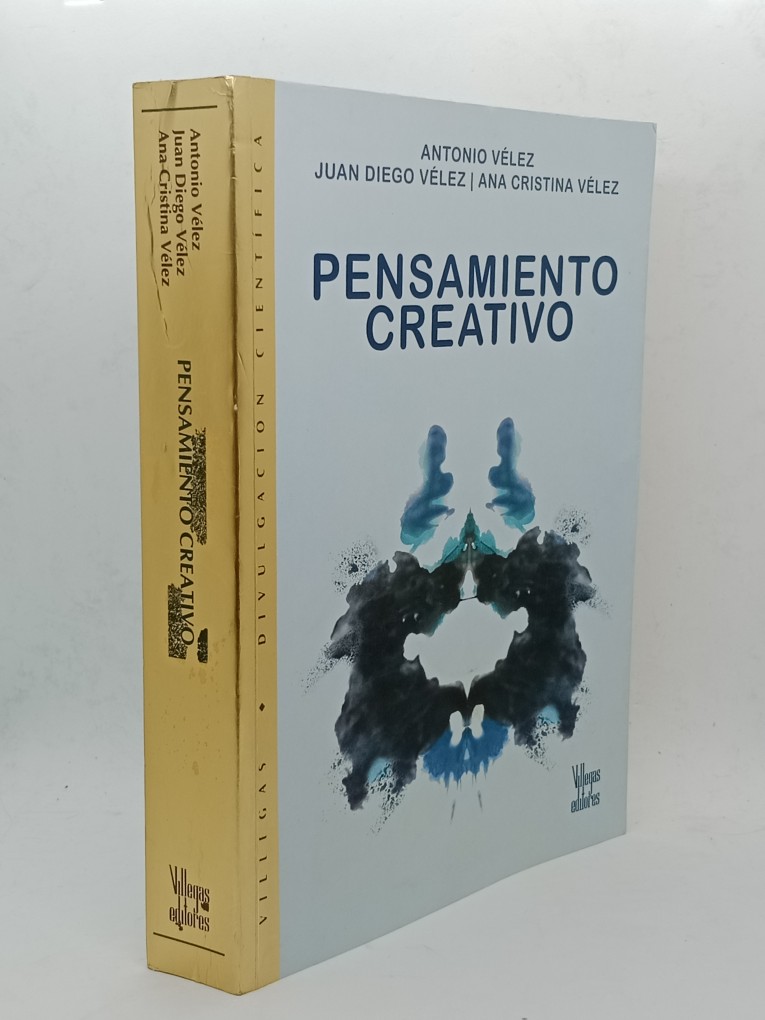 Antonio Vélez
Juan Diego Vélez
Ana Cristina Vélez
PENSAMIENTO CREATIVO
Villegas
editores
VILLEGAS ♦ DIVULGACION CIENTÍFICA
ANTONIO VÉLEZ
JUAN DIEGO VÉLEZ | ANA CRISTINA VÉLEZ
PENSAMIENTO
CREATIVO
Villegas
editores